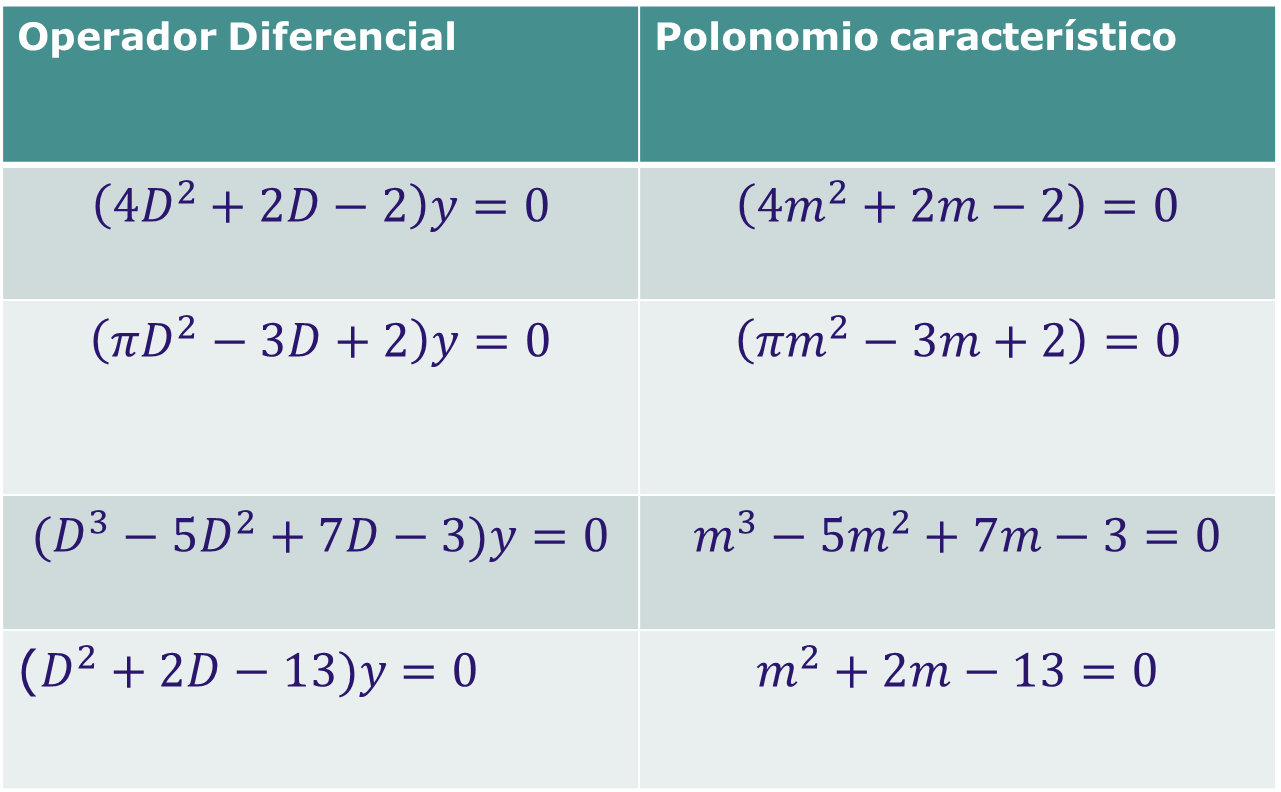 Operador Diferencial
Polonomio característico
(4D² + 2D − 2)y = 0
(4m² + 2m − 2) = 0
(πD² − 3D + 2)y = 0
(πm² − 3m + 2) = 0
(D³ − 5D² + 7D − 3)y = 0
m³ − 5m² + 7m − 3 = 0
(D² + 2D − 13)y = 0
m² + 2m − 13 = 0